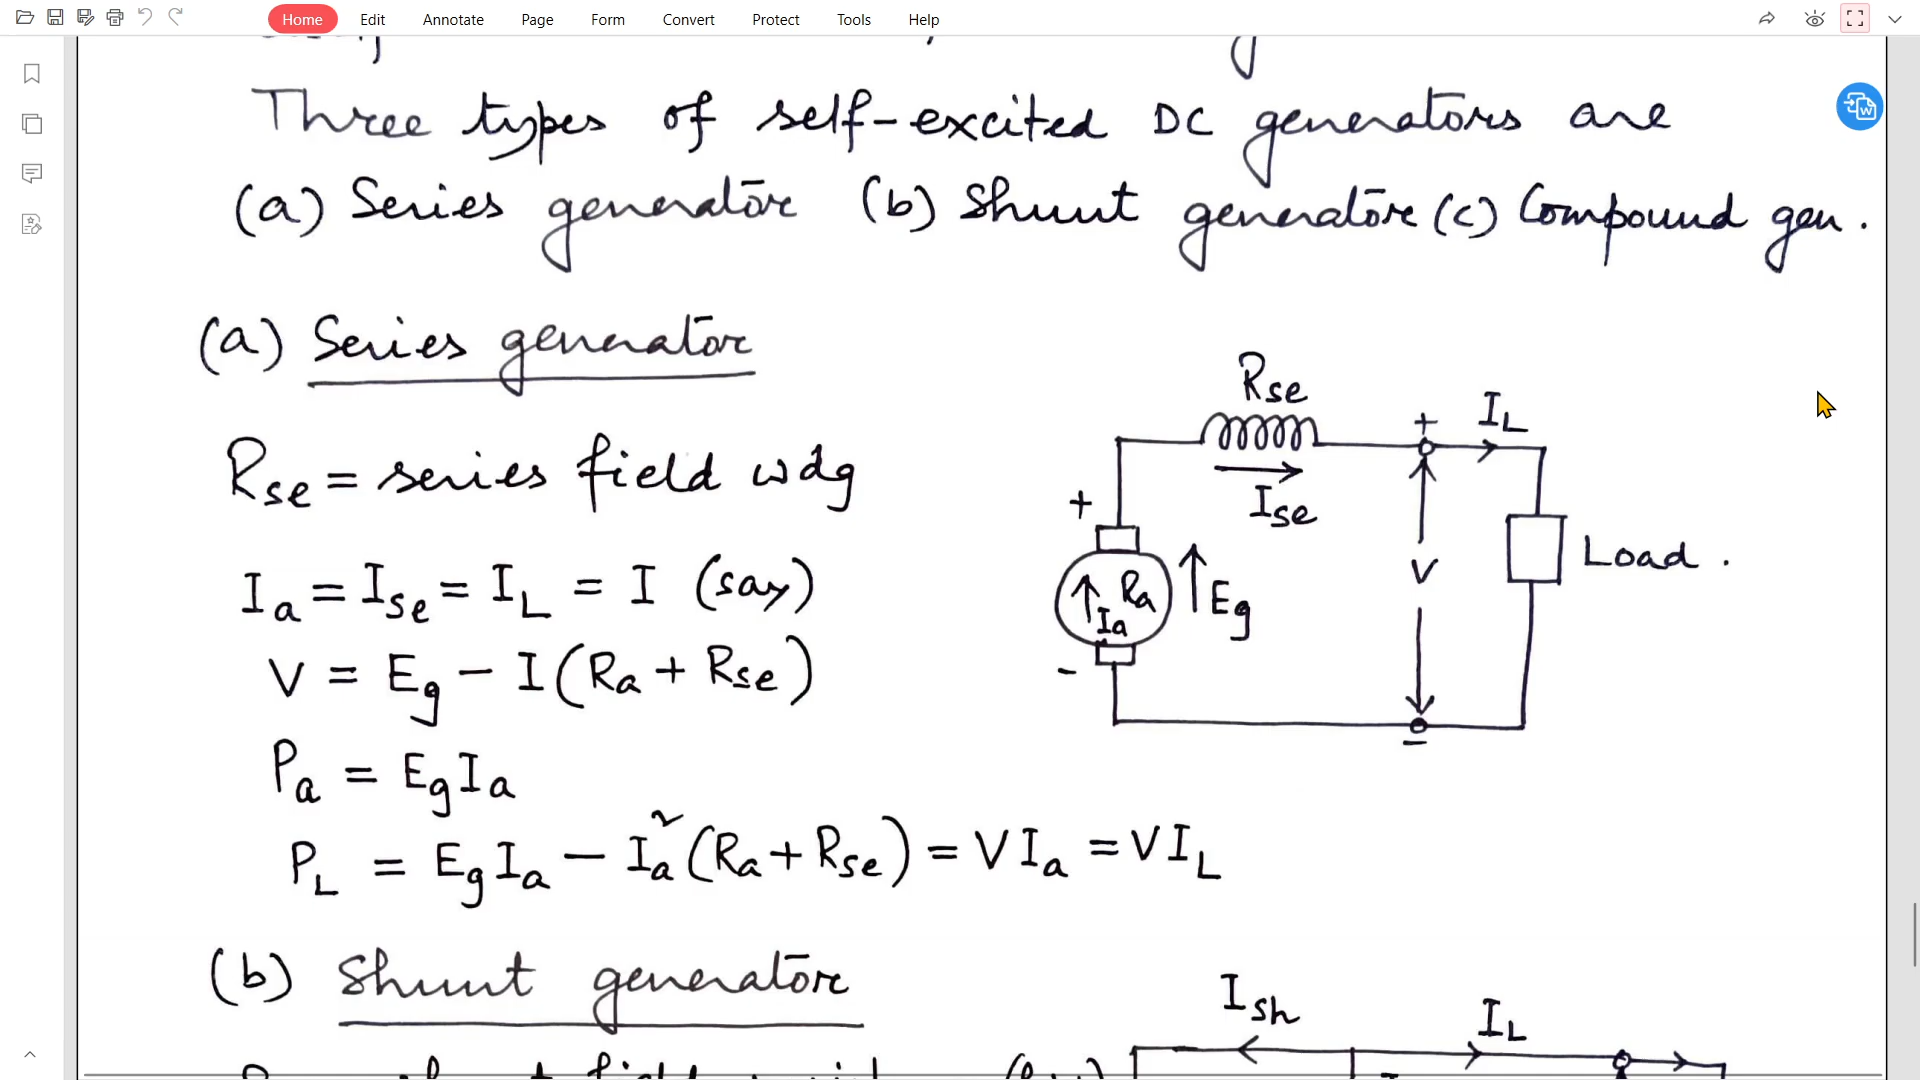 Home Edit Annotate Page Form Convert Protect Tools Help
Three types of self-excited DC generators are
(a) Series generator (b) Shunt generator (c) Compound gen.
(a) Series generator
Rse = series field wdg
Ia = Ise = IL = I (say)
V = Eg - I(Ra + Rse)
Pa = EgIa
PL = EgIa - Ia²(Ra + Rse) = VIa = VIL
Rse
+ IL
Ise
+
Ra
Ia
Eg
V
Load.
-
-
(b) Shunt generator
Ish
IL